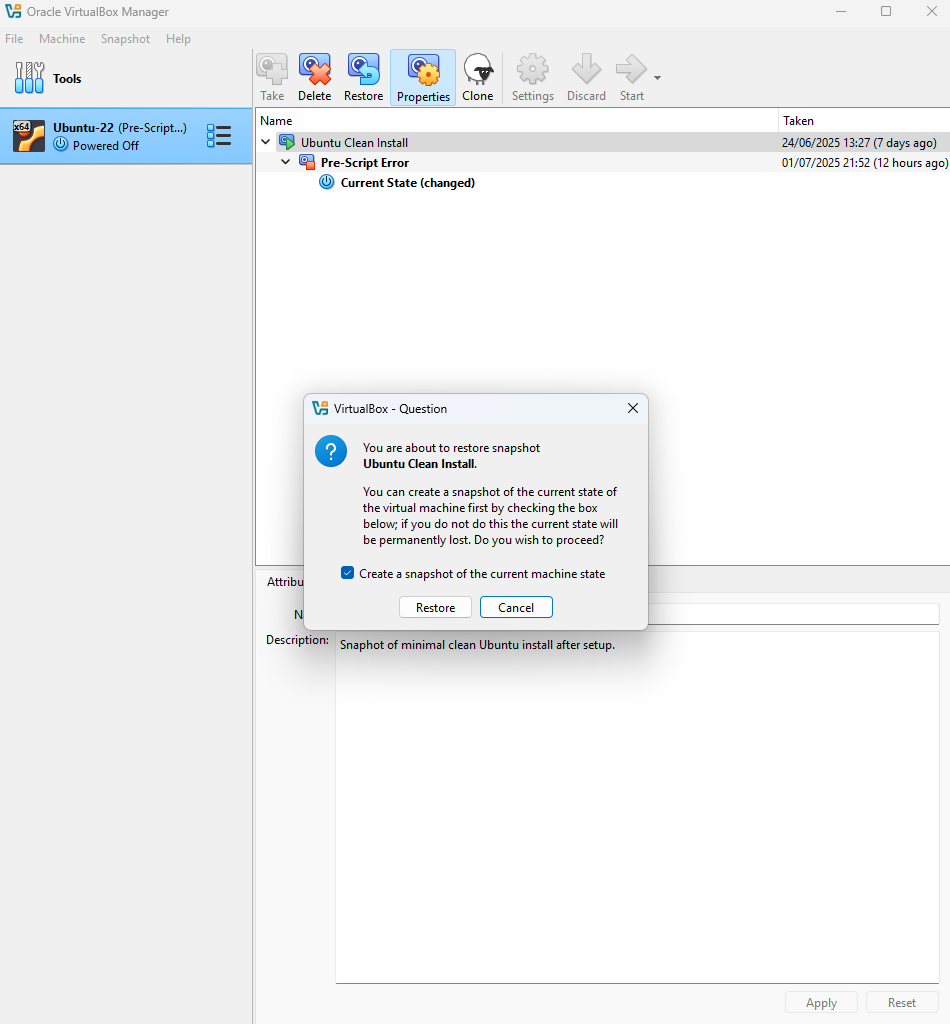 Oracle VirtualBox Manager
File Machine Snapshot Help
Tools
Take Delete Restore Properties Clone Settings Discard Start
x64
Ubuntu-22 (Pre-Script...)
Powered Off
Name Taken
Ubuntu Clean Install 24/06/2025 13:27 (7 days ago)
Pre-Script Error 01/07/2025 21:52 (12 hours ago)
Current State (changed)
VirtualBox - Question
You are about to restore snapshot
Ubuntu Clean Install.
You can create a snapshot of the current state of
the virtual machine first by checking the box
below; if you do not do this the current state will
be permanently lost. Do you wish to proceed?
Create a snapshot of the current machine state
Restore Cancel
Attribu
N
Description: Snaphot of minimal clean Ubuntu install after setup.
Apply Reset